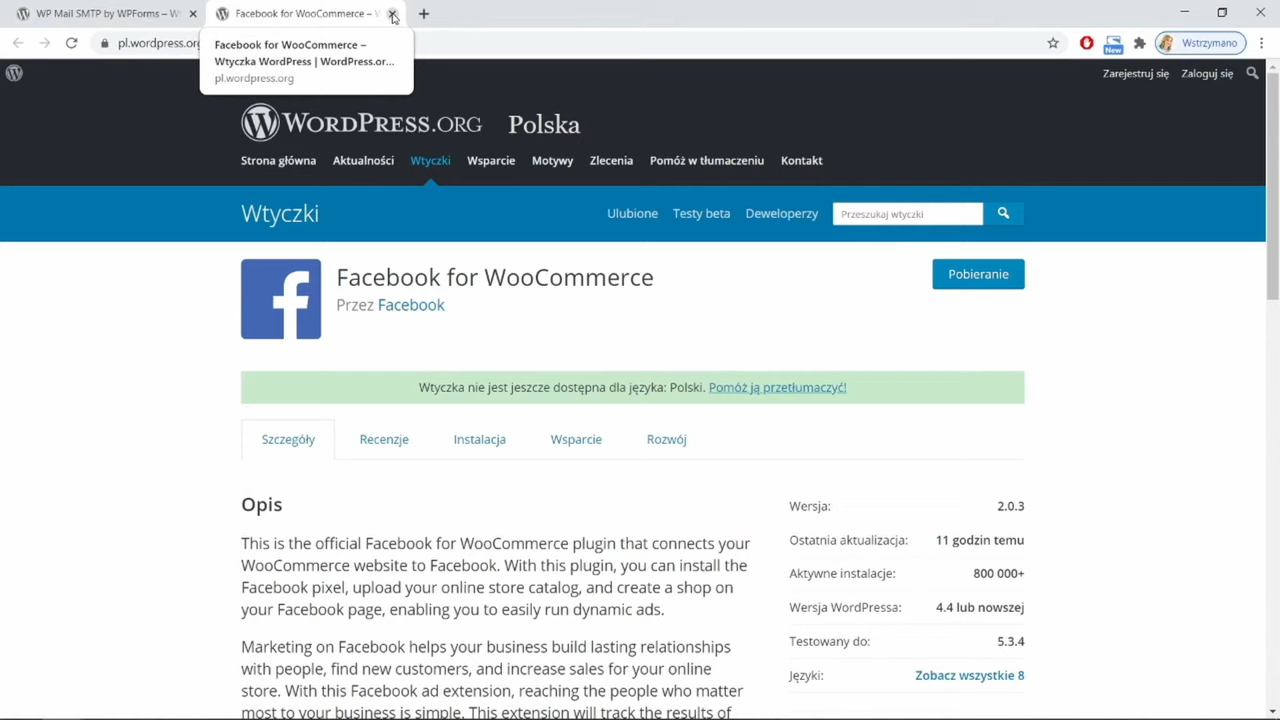 WP Mail SMTP by WPForms – W
Facebook for WooCommerce – W
pl.wordpress.org
Facebook for WooCommerce –
Wtyczka WordPress | WordPress.or...
pl.wordpress.org
New
Wstrzymano
Zarejestruj się
Zaloguj się
WORDPRESS.ORG
Polska
Strona główna
Aktualności
Wtyczki
Wsparcie
Motywy
Zlecenia
Pomóż w tłumaczeniu
Kontakt
Wtyczki
Ulubione
Testy beta
Deweloperzy
Przeszukaj wtyczki
Facebook for WooCommerce
Przez Facebook
Pobieranie
Wtyczka nie jest jeszcze dostępna dla języka: Polski. Pomóż ją przetłumaczyć!
Szczegóły
Recenzje
Instalacja
Wsparcie
Rozwój
Opis
This is the official Facebook for WooCommerce plugin that connects your
WooCommerce website to Facebook. With this plugin, you can install the
Facebook pixel, upload your online store catalog, and create a shop on
your Facebook page, enabling you to easily run dynamic ads.
Marketing on Facebook helps your business build lasting relationships
with people, find new customers, and increase sales for your online
store. With this Facebook ad extension, reaching the people who matter
most to your business is simple. This extension will track the results of
Wersja: 2.0.3
Ostatnia aktualizacja: 11 godzin temu
Aktywne instalacje: 800 000+
Wersja WordPressa: 4.4 lub nowszej
Testowany do: 5.3.4
Języki: Zobacz wszystkie 8